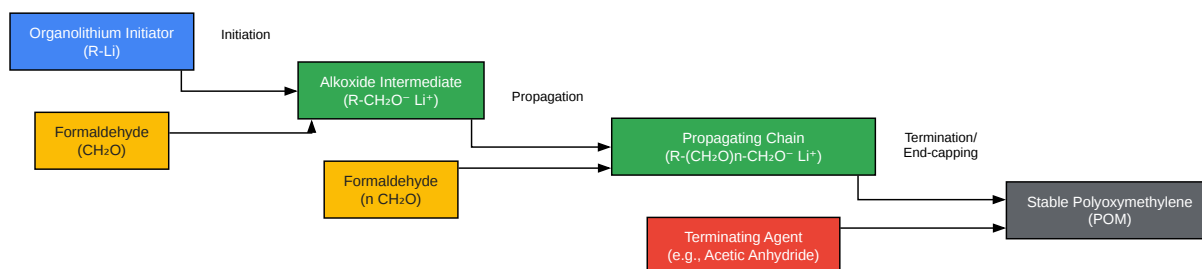 Organolithium Initiator
(R-Li)
Initiation
Alkoxide Intermediate
(R-CH₂O⁻ Li⁺)
Formaldehyde
(CH₂O)
Propagation
Propagating Chain
(R-(CH₂O)n-CH₂O⁻ Li⁺)
Formaldehyde
(n CH₂O)
Termination/
End-capping
Stable Polyoxymethylene
(POM)
Terminating Agent
(e.g., Acetic Anhydride)